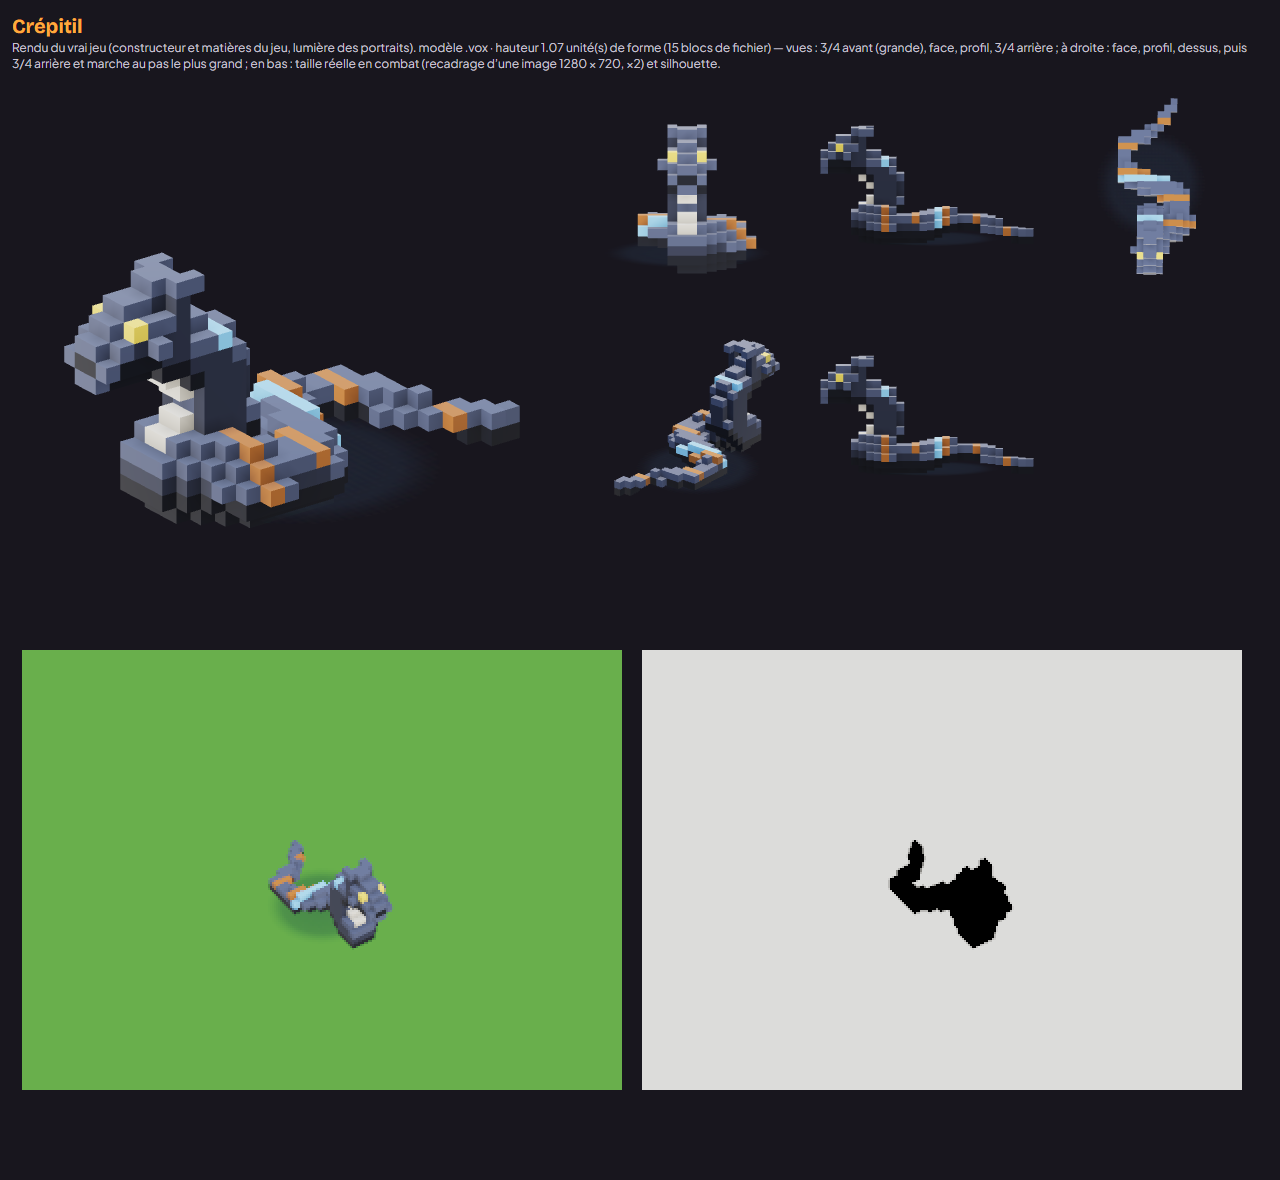 Crépitil
Rendu du vrai jeu (constructeur et matières du jeu, lumière des portraits). modèle .vox · hauteur 1.07 unité(s) de forme (15 blocs de fichier) — vues : 3/4 avant (grande), face, profil, 3/4 arrière ; à droite : face, profil, dessus, puis
3/4 arrière et marche au pas le plus grand ; en bas : taille réelle en combat (recadrage d'une image 1280 × 720, ×2) et silhouette.